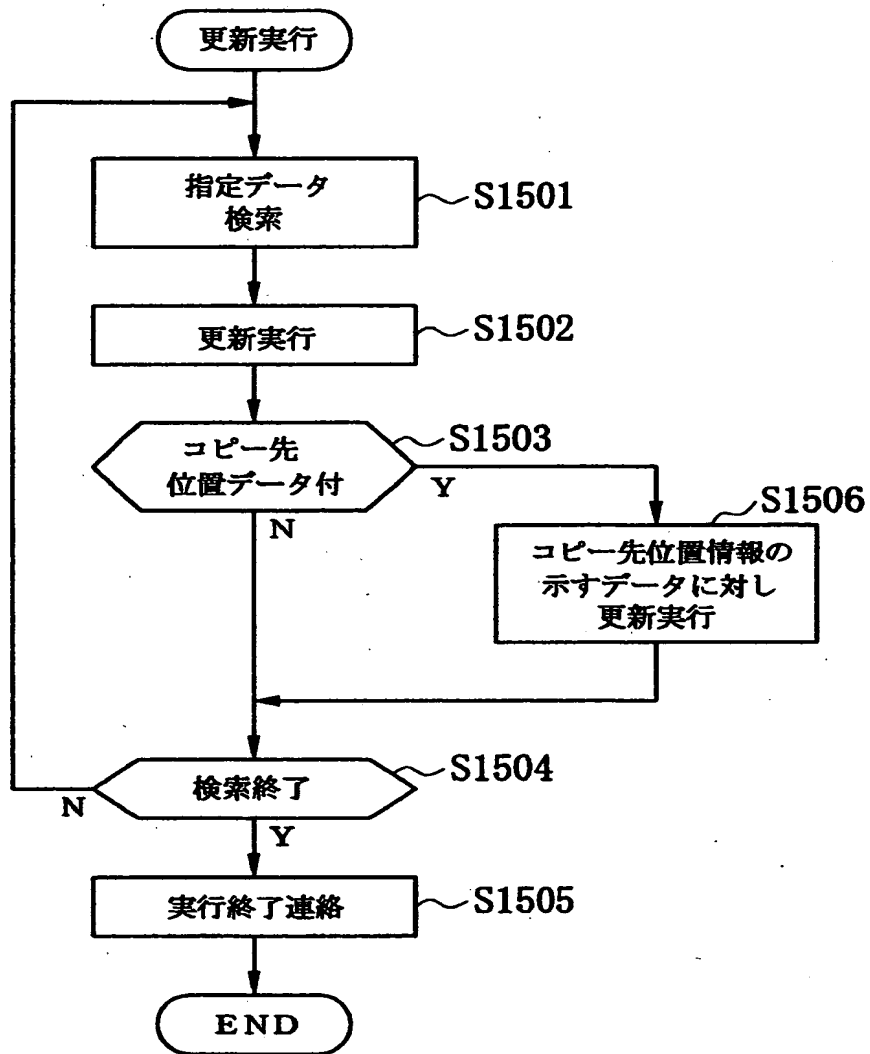 更新実行
指定データ
検索
S1501
更新実行
S1502
コピー先
位置データ付
S1503
Y
N
コピー先位置情報の
示すデータに対し
更新実行
S1506
検索終了
S1504
N
Y
実行終了連絡
S1505
END